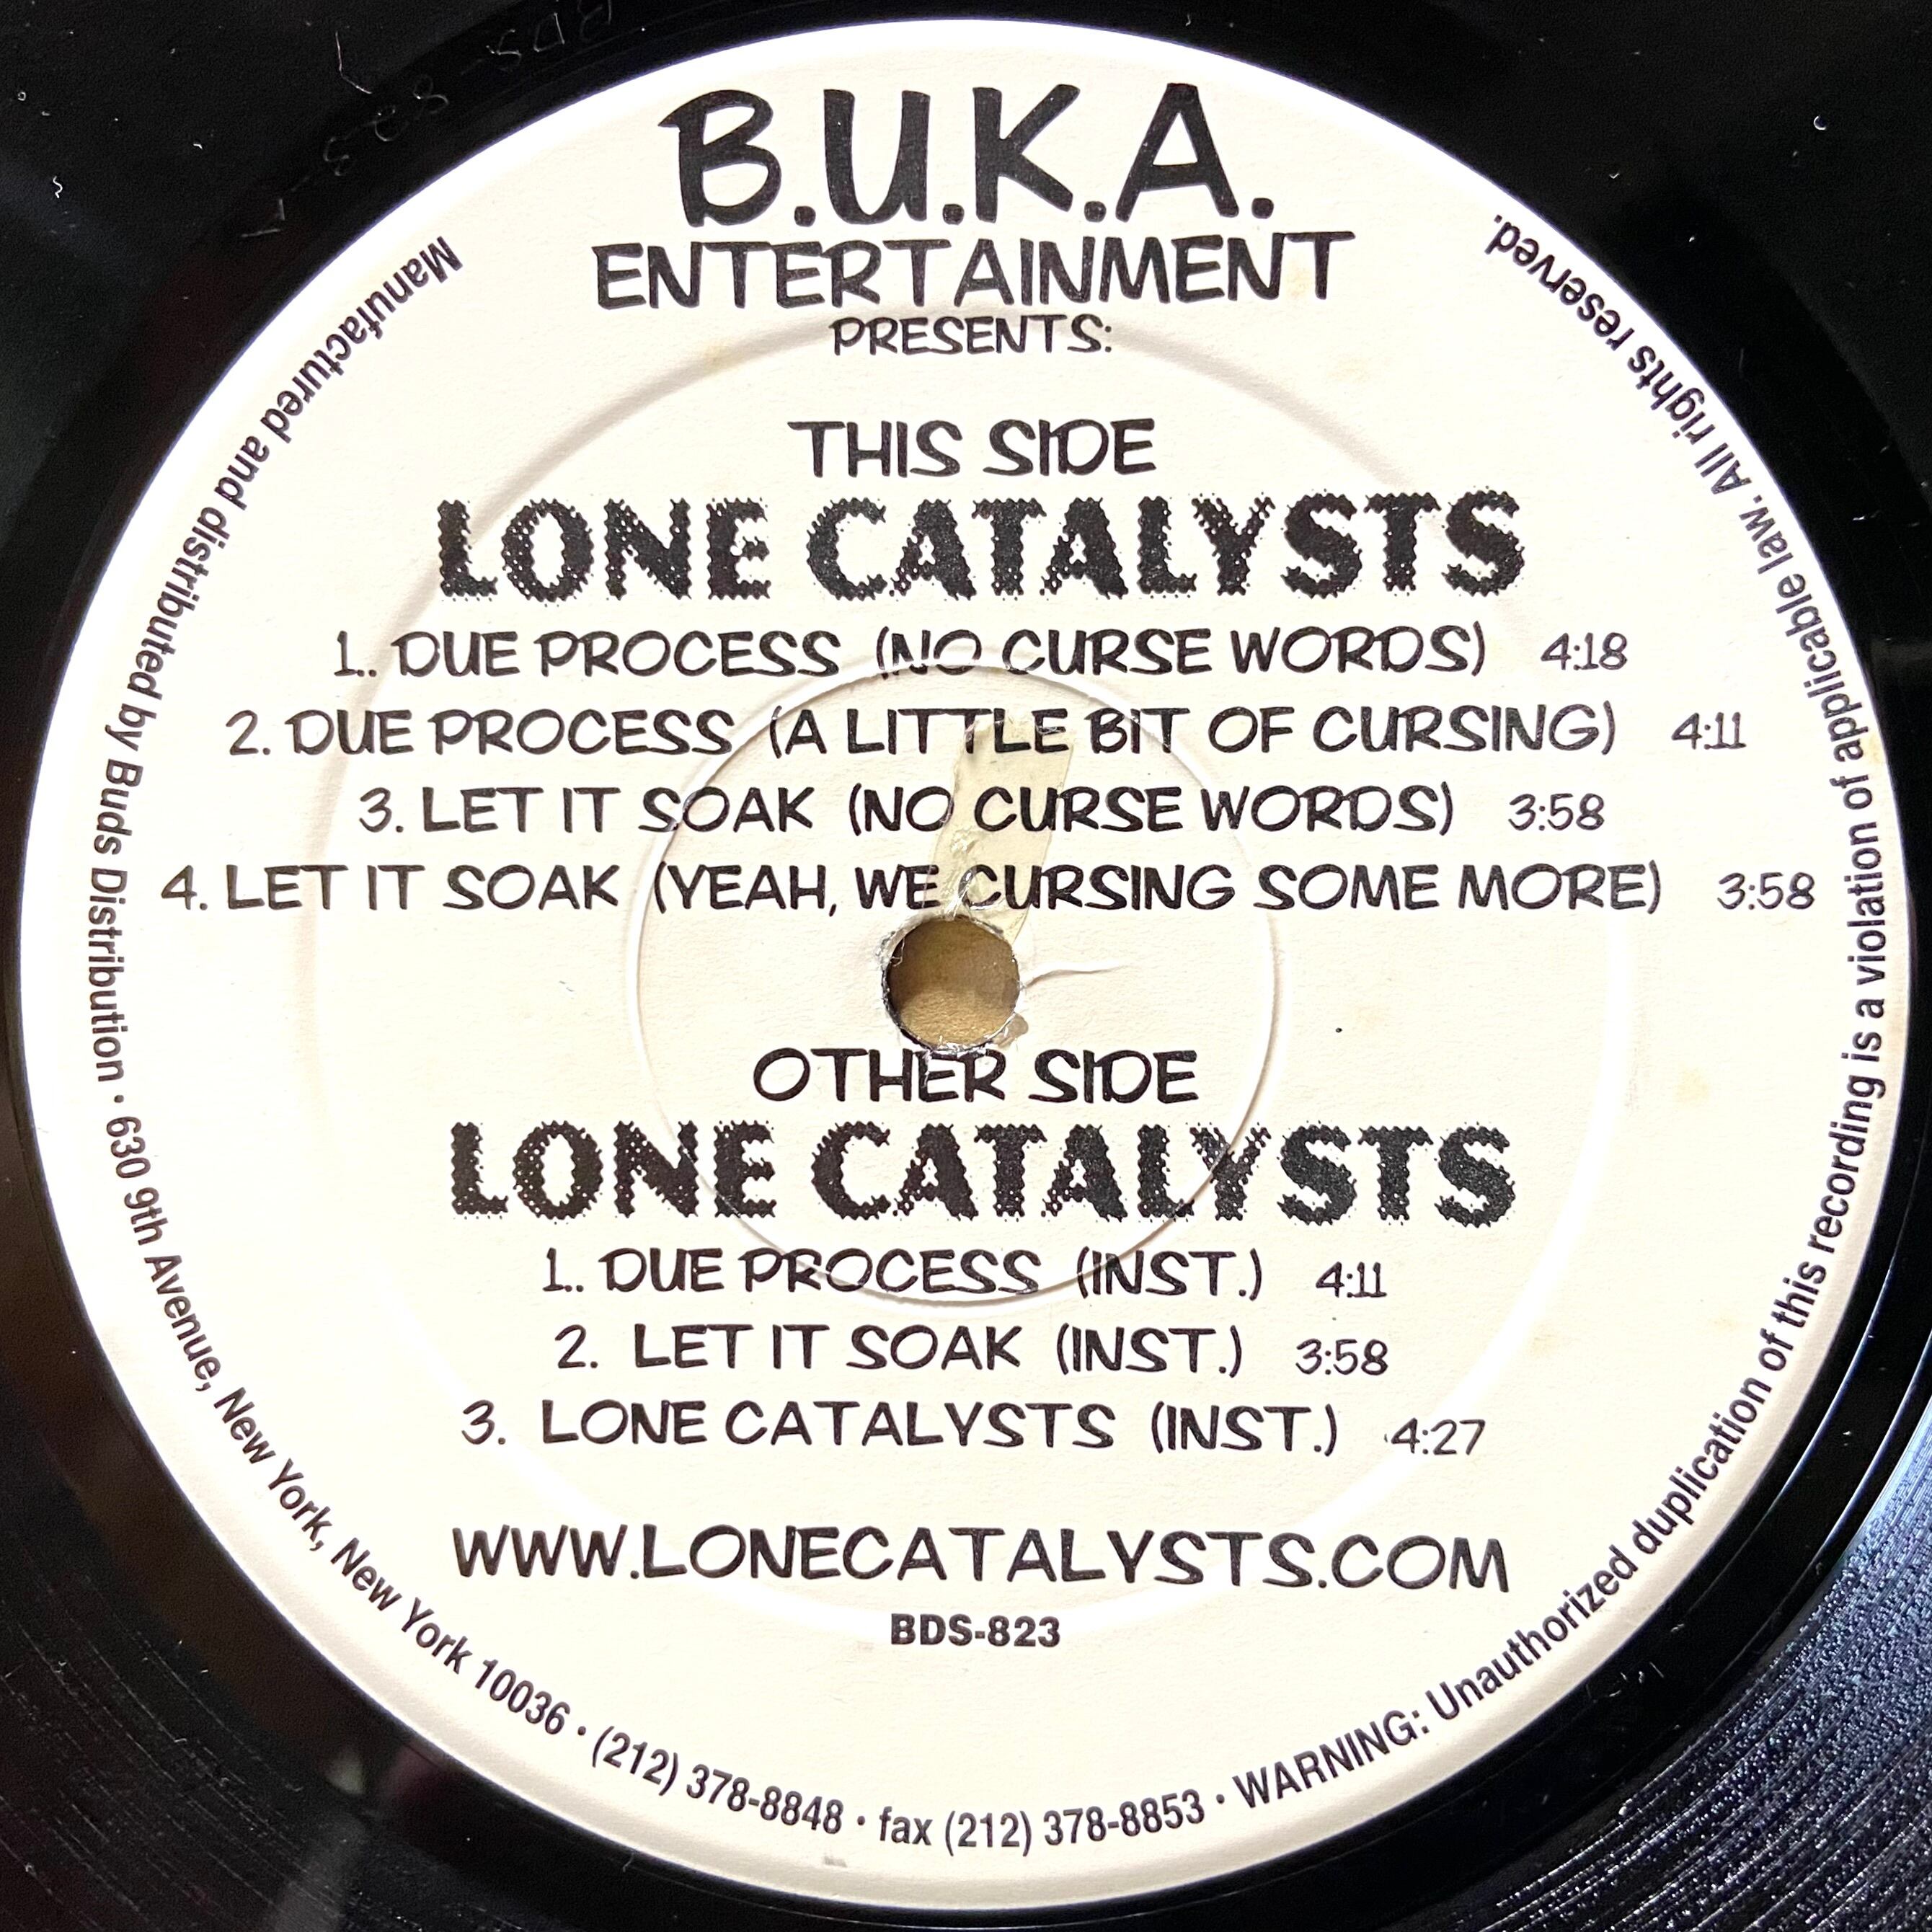 B.U.K.A.
ENTERTAINMENT
PRESENTS:
THIS SIDE
LONE CATALYSTS
1.. DUE PROCESS (NO CURSE WORDS) 4:18
2. DUE PROCESS (A LITTLE BIT OF CURSING) 4:11
3. LET IT SOAK (NO CURSE WORDS) 3:58
4. LET IT SOAK (YEAH, WE CURSING SOME MORE) 3:58
OTHER SIDE
LONE CATALYSTS
1.. DUE PROCESS (INST.) 4:11
2. LET IT SOAK (INST.) 3:58
3. LONE CATALYSTS (INST.) 4:27
WWW.LONECATALYSTS.COM
BDS-823
Manufactured and distributed by Buds Distribution • 630 9th Avenue, New York, New York 10036 • (212) 378-8848 • fax (212) 378-8853 • WARNING: Unauthorized duplication of this recording is a violation of applicable law. All rights reserved.